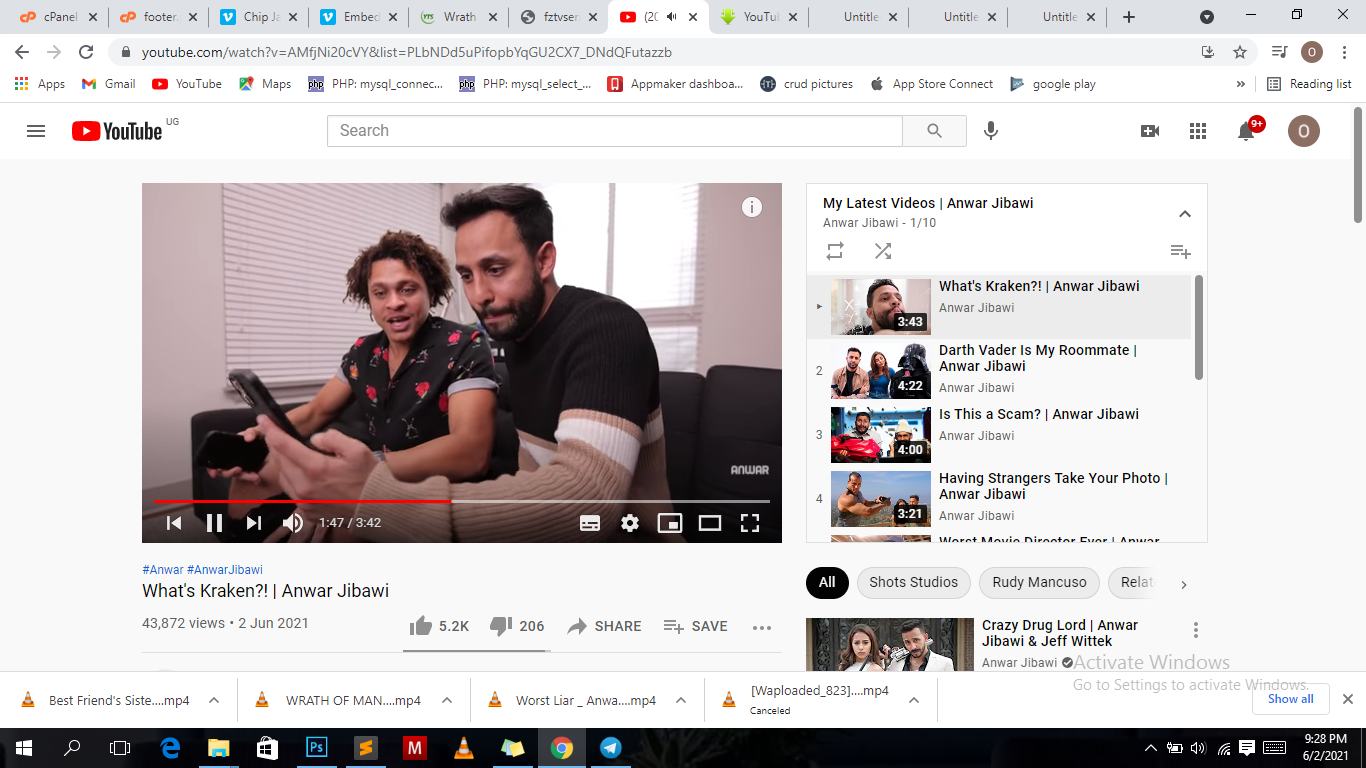 cPanel
footer.
Chip Ja
Embed
Wrath
fztvser
(20
YouTu
Untitle
Untitle
Untitle
youtube.com/watch?v=AMfjNi20cVY&list=PLbNDd5uPifopbYqGU2CX7_DNdQFutazzb
O
Apps
Gmail
YouTube
Maps
PHP: mysql_connec...
PHP: mysql_select_...
Appmaker dashboa...
crud pictures
App Store Connect
google play
»
Reading list
YouTube UG
Search
9+
O
ANWAR
1:47 / 3:42
My Latest Videos | Anwar Jibawi
Anwar Jibawi - 1/10
What's Kraken?! | Anwar Jibawi
Anwar Jibawi
3:43
2
Darth Vader Is My Roommate |
Anwar Jibawi
Anwar Jibawi
4:22
3
Is This a Scam? | Anwar Jibawi
Anwar Jibawi
4:00
4
Having Strangers Take Your Photo |
Anwar Jibawi
Anwar Jibawi
3:21
Worst Movie Director Ever | Anwar
#Anwar #AnwarJibawi
What's Kraken?! | Anwar Jibawi
43,872 views • 2 Jun 2021
5.2K
206
SHARE
SAVE
All
Shots Studios
Rudy Mancuso
Relat
Crazy Drug Lord | Anwar
Jibawi & Jeff Wittek
Anwar Jibawi
Activate Windows
Go to Settings to activate Windows.
Best Friend's Siste....mp4
WRATH OF MAN....mp4
Worst Liar _ Anwa....mp4
[Waploaded_823]....mp4
Canceled
Show all
Ps
M
9:28 PM
6/2/2021